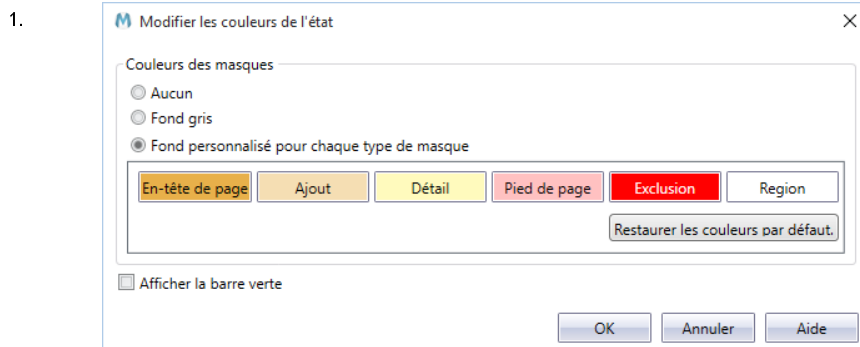 1.
Modifier les couleurs de l'état
Couleurs des masques
Aucun
Fond gris
Fond personnalisé pour chaque type de masque
En-tête de page Ajout Détail Pied de page Exclusion Region
Restaurer les couleurs par défaut.
Afficher la barre verte
OK Annuler Aide